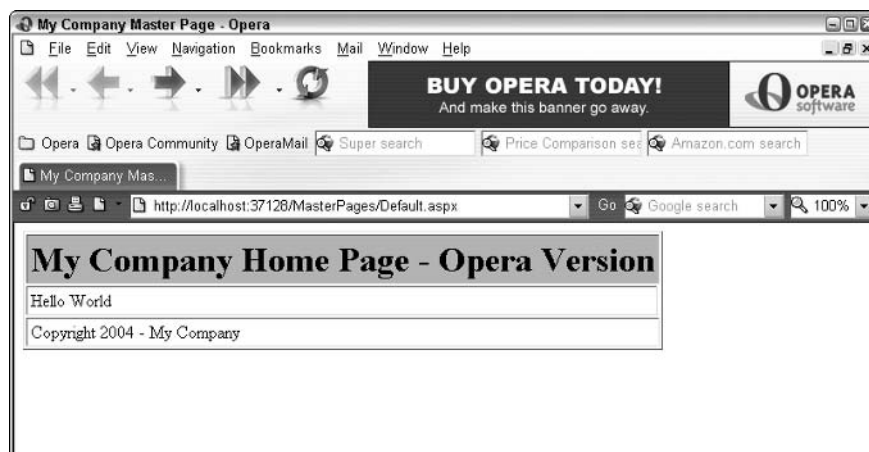 My Company Master Page - Opera
File Edit View Navigation Bookmarks Mail Window Help
BUY OPERA TODAY!
And make this banner go away.
OPERA
software
Opera Opera Community OperaMail Super search Price Comparison sea Amazon.com search
My Company Mas...
http://localhost:37128/MasterPages/Default.aspx Go Google search 100%
My Company Home Page - Opera Version
Hello World
Copyright 2004 - My Company